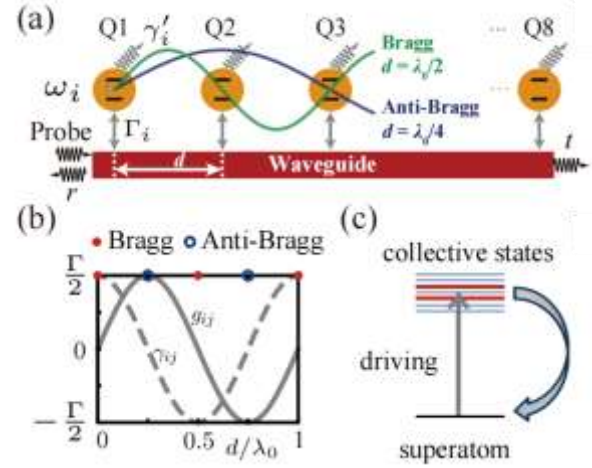 (a)
Q1 γ′ᵢ Q2 Q3 ··· Q8
Bragg
d = λ₀/2
ωᵢ
Anti-Bragg
d = λ₀/4
···
Probe Γᵢ
d Waveguide t
r
(b) • Bragg ∘ Anti-Bragg
Γ/2
gᵢⱼ
0
γᵢⱼ
− Γ/2
0 0.5 d/λ₀ 1
(c)
collective states
driving
superatom